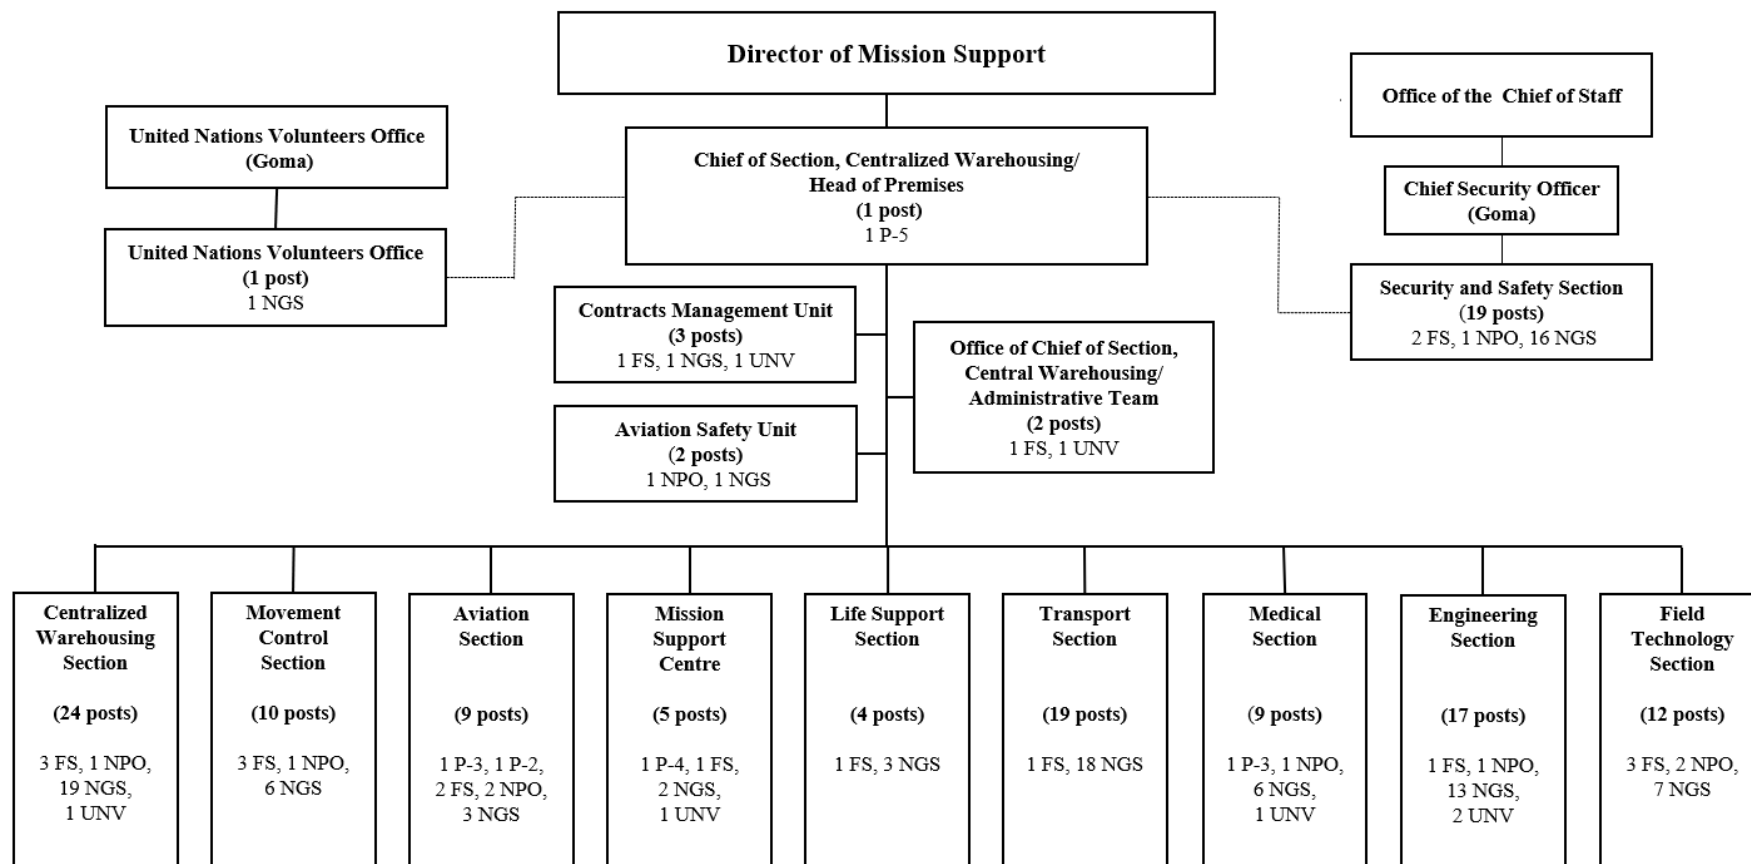 Director of Mission Support
United Nations Volunteers Office
(Goma)
United Nations Volunteers Office
(1 post)
1 NGS
Chief of Section, Centralized Warehousing/
Head of Premises
(1 post)
1 P-5
Office of the Chief of Staff
Chief Security Officer
(Goma)
Security and Safety Section
(19 posts)
2 FS, 1 NPO, 16 NGS
Contracts Management Unit
(3 posts)
1 FS, 1 NGS, 1 UNV
Office of Chief of Section,
Central Warehousing/
Administrative Team
(2 posts)
1 FS, 1 UNV
Aviation Safety Unit
(2 posts)
1 NPO, 1 NGS
Centralized
Warehousing
Section
(24 posts)
3 FS, 1 NPO,
19 NGS,
1 UNV
Movement
Control
Section
(10 posts)
3 FS, 1 NPO,
6 NGS
Aviation
Section
(9 posts)
1 P-3, 1 P-2,
2 FS, 2 NPO,
3 NGS
Mission
Support
Centre
(5 posts)
1 P-4, 1 FS,
2 NGS,
1 UNV
Life Support
Section
(4 posts)
1 FS, 3 NGS
Transport
Section
(19 posts)
1 FS, 18 NGS
Medical
Section
(9 posts)
1 P-3, 1 NPO,
6 NGS,
1 UNV
Engineering
Section
(17 posts)
1 FS, 1 NPO,
13 NGS,
2 UNV
Field
Technology
Section
(12 posts)
3 FS, 2 NPO,
7 NGS